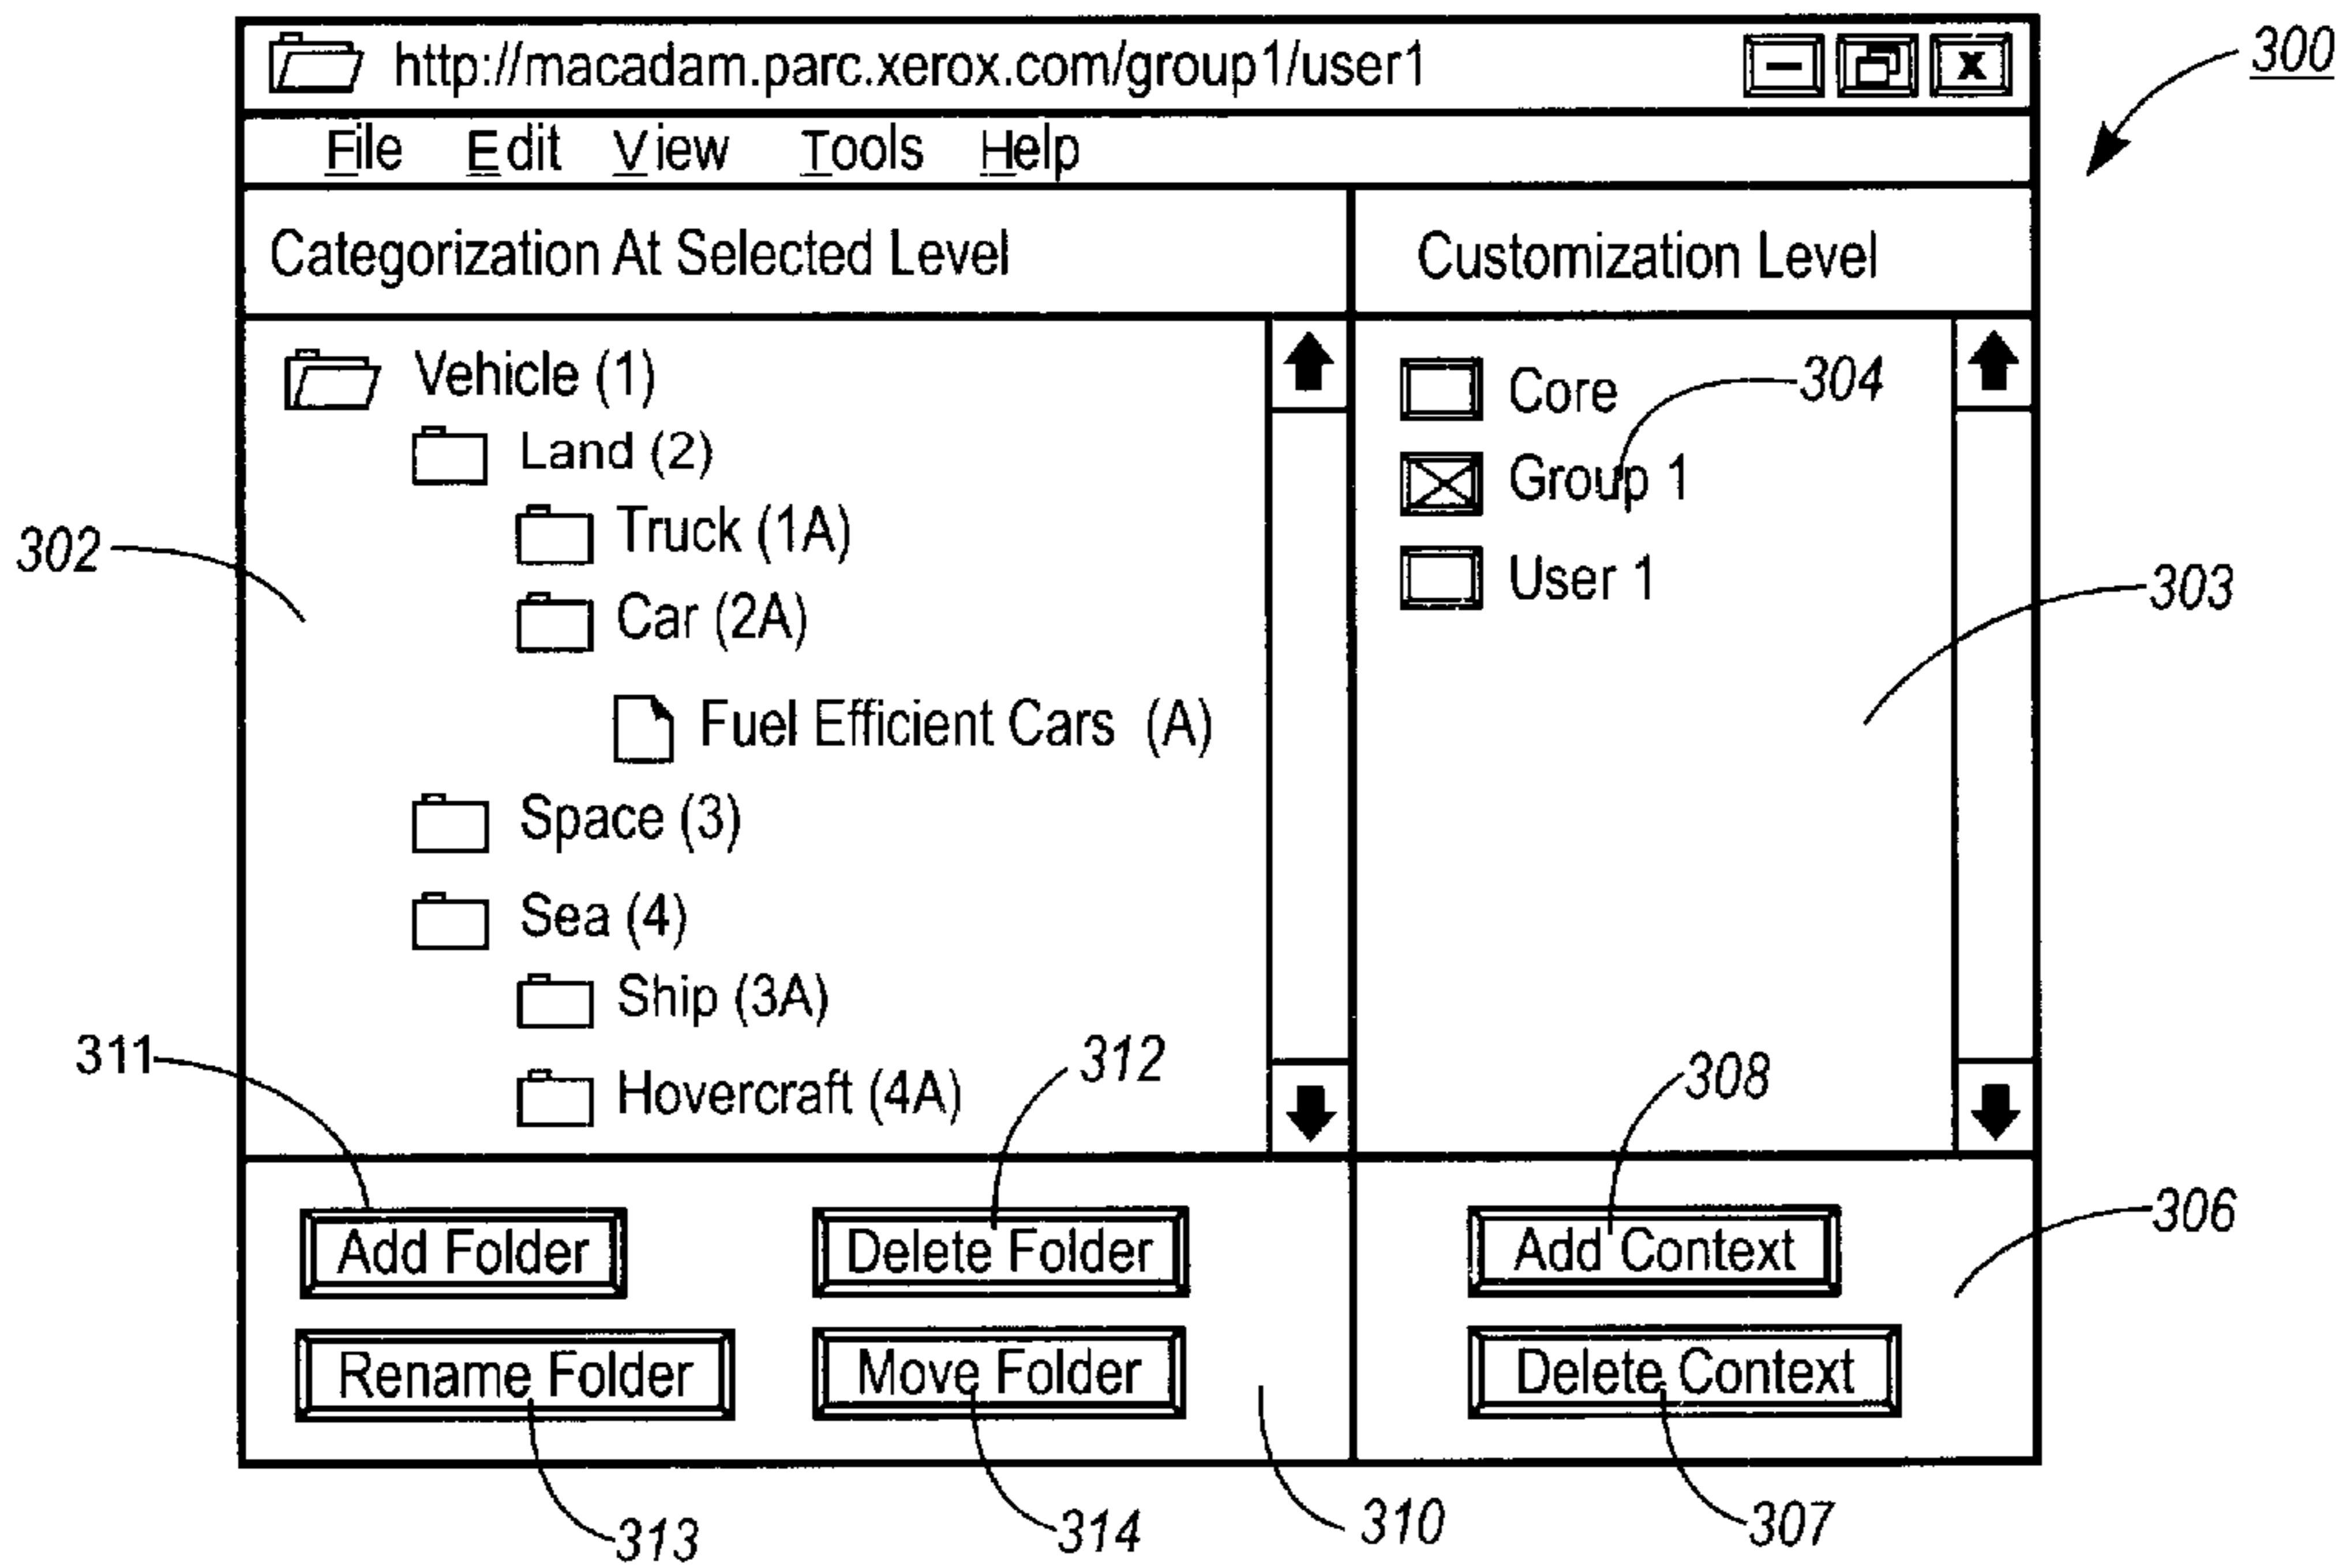 http://macadam.parc.xerox.com/group1/user1
300
File Edit View Tools Help
Categorization At Selected Level
Customization Level
Vehicle (1)
Land (2)
Truck (1A)
Car (2A)
Fuel Efficient Cars (A)
Space (3)
Sea (4)
Ship (3A)
Hovercraft (4A)
302
Core
304
Group 1
User 1
303
311
312
308
306
Add Folder
Delete Folder
Add Context
Rename Folder
Move Folder
Delete Context
313
314
310
307